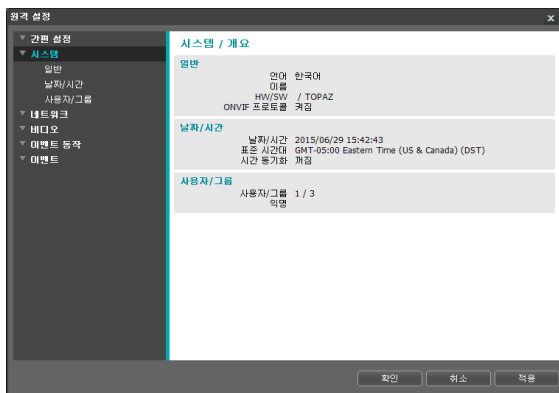 원격 설정
x
간편 설정
시스템
일반
날짜/시간
사용자/그룹
네트워크
비디오
이벤트 동작
이벤트
시스템 / 개요
일반
언어 한국어
이름
HW/SW / TOPAZ
ONVIF 프로토콜 켜짐
날짜/시간
날짜/시간 2015/06/29 15:42:43
표준 시간대 GMT-05:00 Eastern Time (US & Canada) (DST)
시간 동기화 꺼짐
사용자/그룹
사용자/그룹 1 / 3
익명
확인
취소
적용